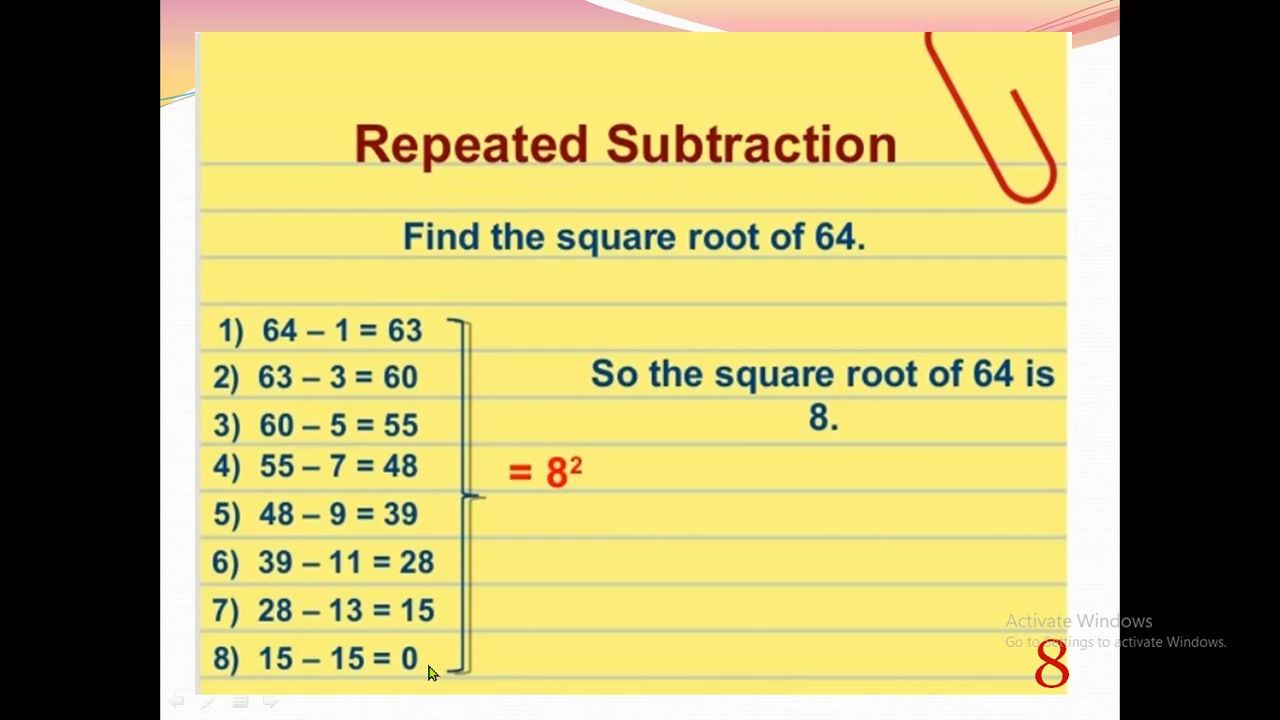 Repeated Subtraction
Find the square root of 64.
1) 64 – 1 = 63
2) 63 – 3 = 60
3) 60 – 5 = 55
4) 55 – 7 = 48
5) 48 – 9 = 39
6) 39 – 11 = 28
7) 28 – 13 = 15
8) 15 – 15 = 0
= 8²
So the square root of 64 is
8.
Activate Windows
Go to Settings to activate Windows.
8